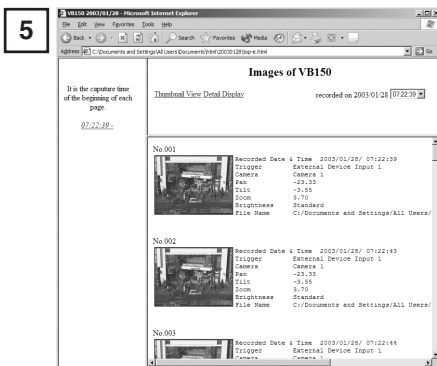 5
VB150 2003/01/28 - Microsoft Internet Explorer
File Edit View Favorites Tools Help
Back Search Favorites Media
Address C:\Documents and Settings\All Users\Documents\html\20030128\top-e.html Go
Images of VB150
It is the caputure time
of the beginning of each
page.
07:22:39 -
Thumbnail View Detail Display recorded on 2003/01/28 07:22:39
No.001
Recorded Date & Time 2003/01/28/ 07:22:39
Trigger External Device Input 1
Camera Camera 1
Pan -23.33
Tilt -3.55
Zoom 3.70
Brightness Standard
File Name C:/Documents and Settings/All Users/
No.002
Recorded Date & Time 2003/01/28/ 07:22:43
Trigger External Device Input 1
Camera Camera 1
Pan -23.33
Tilt -3.55
Zoom 3.70
Brightness Standard
File Name C:/Documents and Settings/All Users/
No.003
Recorded Date & Time 2003/01/28/ 07:22:44
Trigger External Device Input 1
Camera Camera 1